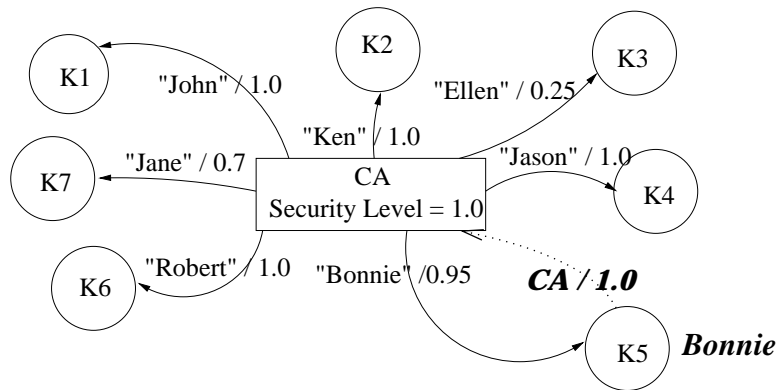 K2
K1
K3
"John" / 1.0
"Ellen" / 0.25
"Ken" / 1.0
"Jane" / 0.7
"Jason" / 1.0
K7
CA
K4
Security Level = 1.0
"Robert" / 1.0
"Bonnie" /0.95
CA / 1.0
K6
K5
Bonnie